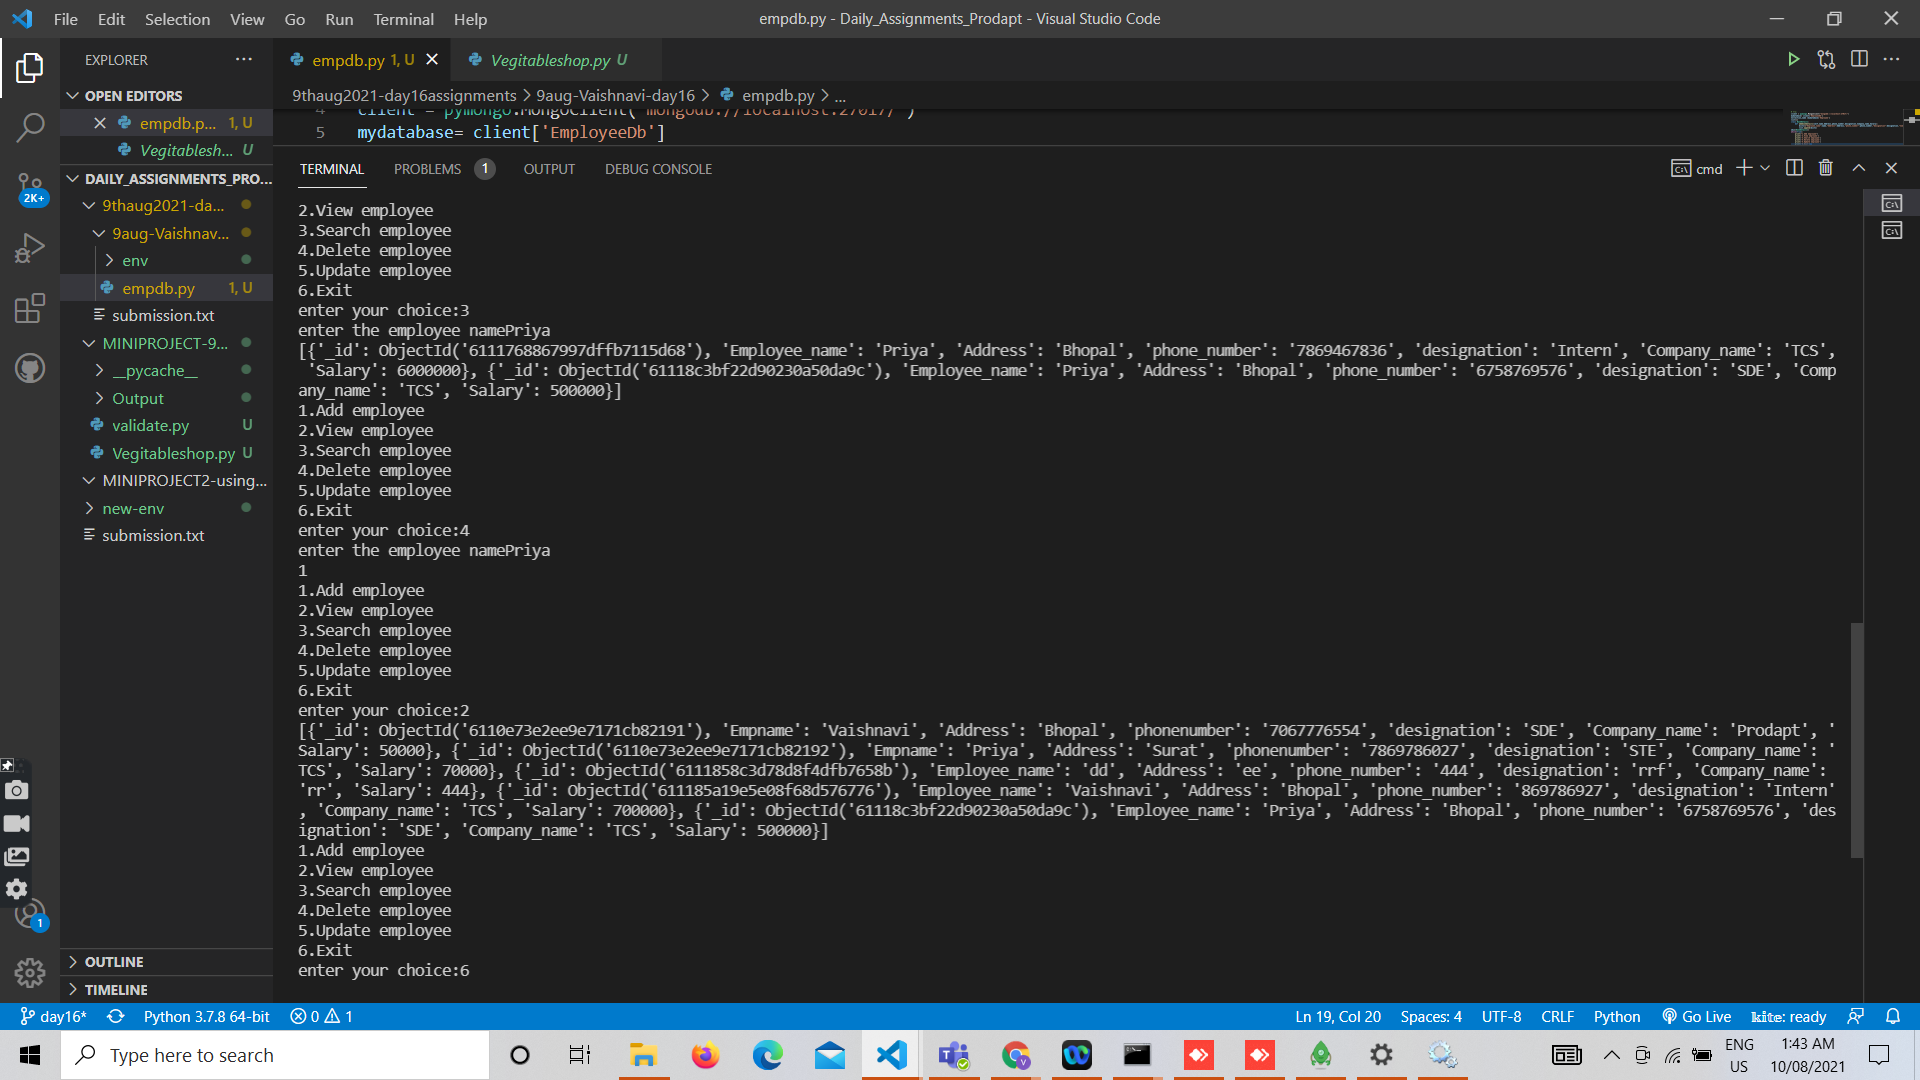 File Edit Selection View Go Run Terminal Help
empdb.py - Daily_Assignments_Prodapt - Visual Studio Code
EXPLORER
OPEN EDITORS
empdb.p... 1, U
Vegitablesh... U
DAILY_ASSIGNMENTS_PRO...
9thaug2021-da...
9aug-Vaishnav...
env
empdb.py 1, U
submission.txt
MINIPROJECT-9...
__pycache__
Output
validate.py U
Vegitableshop.py U
MINIPROJECT2-using...
new-env
submission.txt
OUTLINE
TIMELINE
2K+
1
empdb.py 1, U
Vegitableshop.py U
9thaug2021-day16assignments > 9aug-Vaishnavi-day16 > empdb.py > ...
4 client = pymongo.MongoClient( mongodb://localhost:27017/ )
5 mydatabase= client['EmployeeDb']
TERMINAL PROBLEMS 1 OUTPUT DEBUG CONSOLE
cmd
2.View employee
3.Search employee
4.Delete employee
5.Update employee
6.Exit
enter your choice:3
enter the employee namePriya
[{'_id': ObjectId('6111768867997dffb7115d68'), 'Employee_name': 'Priya', 'Address': 'Bhopal', 'phone_number': '7869467836', 'designation': 'Intern', 'Company_name': 'TCS',
'Salary': 6000000}, {'_id': ObjectId('61118c3bf22d90230a50da9c'), 'Employee_name': 'Priya', 'Address': 'Bhopal', 'phone_number': '6758769576', 'designation': 'SDE', 'Comp
any_name': 'TCS', 'Salary': 500000}]
1.Add employee
2.View employee
3.Search employee
4.Delete employee
5.Update employee
6.Exit
enter your choice:4
enter the employee namePriya
1
1.Add employee
2.View employee
3.Search employee
4.Delete employee
5.Update employee
6.Exit
enter your choice:2
[{'_id': ObjectId('6110e73e2ee9e7171cb82191'), 'Empname': 'Vaishnavi', 'Address': 'Bhopal', 'phonenumber': '7067776554', 'designation': 'SDE', 'Company_name': 'Prodapt', '
Salary': 50000}, {'_id': ObjectId('6110e73e2ee9e7171cb82192'), 'Empname': 'Priya', 'Address': 'Surat', 'phonenumber': '7869786027', 'designation': 'STE', 'Company_name': '
TCS', 'Salary': 70000}, {'_id': ObjectId('6111858c3d78d8f4dfb7658b'), 'Employee_name': 'dd', 'Address': 'ee', 'phone_number': '444', 'designation': 'rrf', 'Company_name':
'rr', 'Salary': 444}, {'_id': ObjectId('611185a19e5e08f68d576776'), 'Employee_name': 'Vaishnavi', 'Address': 'Bhopal', 'phone_number': '869786927', 'designation': 'Intern'
, 'Company_name': 'TCS', 'Salary': 700000}, {'_id': ObjectId('61118c3bf22d90230a50da9c'), 'Employee_name': 'Priya', 'Address': 'Bhopal', 'phone_number': '6758769576', 'des
ignation': 'SDE', 'Company_name': 'TCS', 'Salary': 500000}]
1.Add employee
2.View employee
3.Search employee
4.Delete employee
5.Update employee
6.Exit
enter your choice:6
day16* Python 3.7.8 64-bit 0 1 Ln 19, Col 20 Spaces: 4 UTF-8 CRLF Python Go Live kite: ready
Type here to search
ENG
US
1:43 AM
10/08/2021